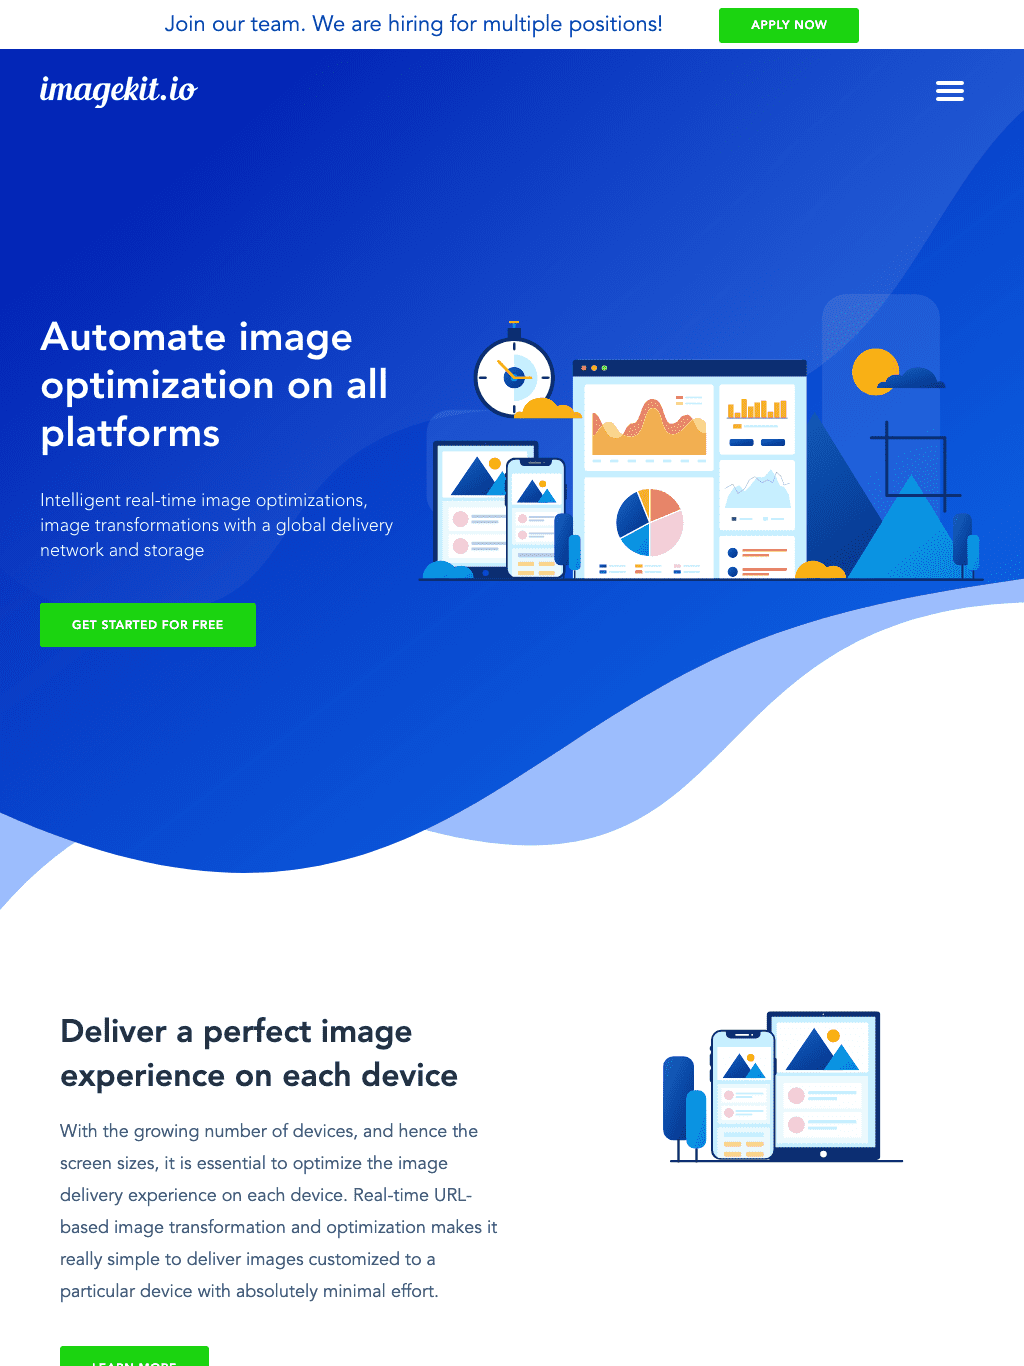 Join our team. We are hiring for multiple positions!
APPLY NOW
imagekit.io
Automate image
optimization on all
platforms
Intelligent real-time image optimizations,
image transformations with a global delivery
network and storage
GET STARTED FOR FREE
Deliver a perfect image
experience on each device
With the growing number of devices, and hence the
screen sizes, it is essential to optimize the image
delivery experience on each device. Real-time URL-
based image transformation and optimization makes it
really simple to deliver images customized to a
particular device with absolutely minimal effort.
LEARN MORE